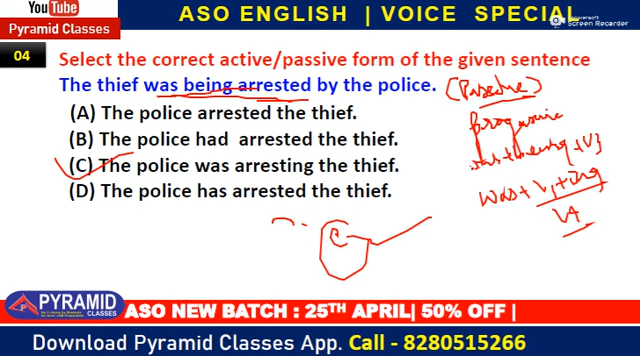 You Tube
Pyramid Classes
ASO ENGLISH | VOICE SPECIAL
SCREEN RECORDER
04
Select the correct active/passive form of the given sentence
The thief was being arrested by the police.
(A) The police arrested the thief.
(B) The police had arrested the thief.
(C) The police was arresting the thief.
(D) The police has arrested the thief.
(Passive)
was + being + V3
Was + V1 + ing
C
PYRAMID
CLASSES
ASO NEW BATCH : 25TH APRIL| 50% OFF |
Download Pyramid Classes App. Call - 8280515266